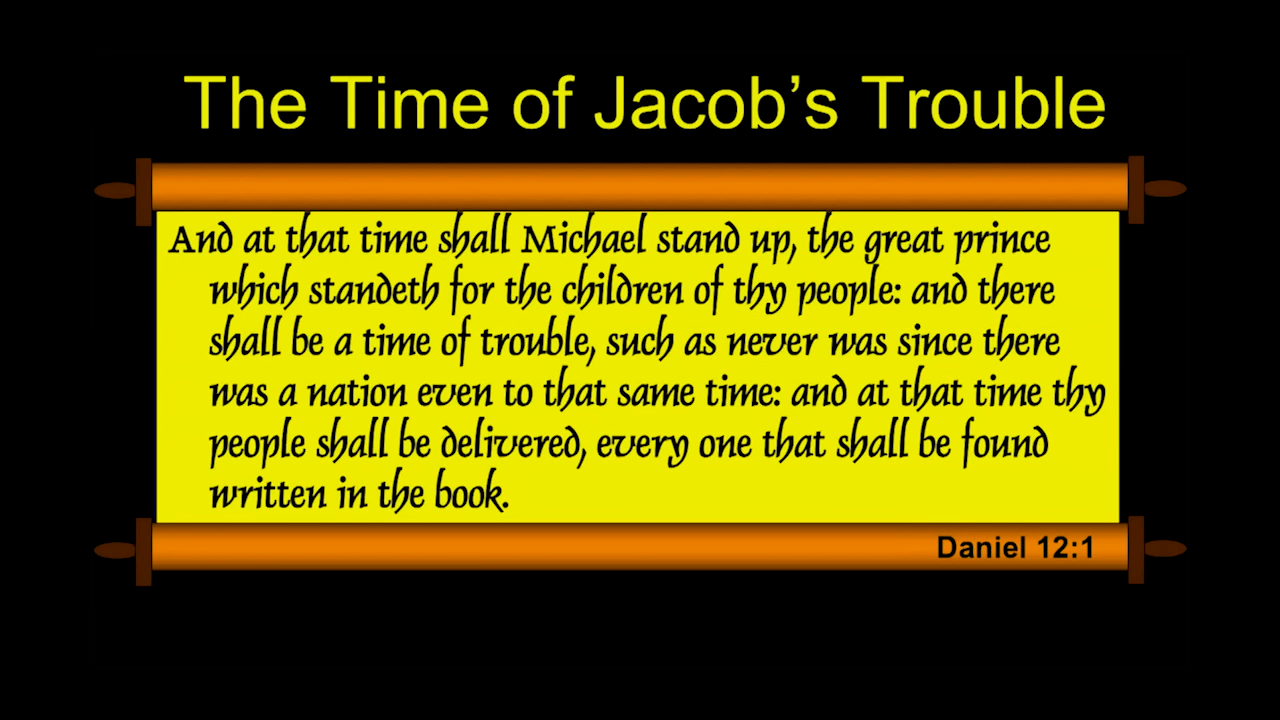 The Time of Jacob’s Trouble
And at that time shall Michael stand up, the great prince
which standeth for the children of thy people: and there
shall be a time of trouble, such as never was since there
was a nation even to that same time: and at that time thy
people shall be delivered, every one that shall be found
written in the book.
Daniel 12:1